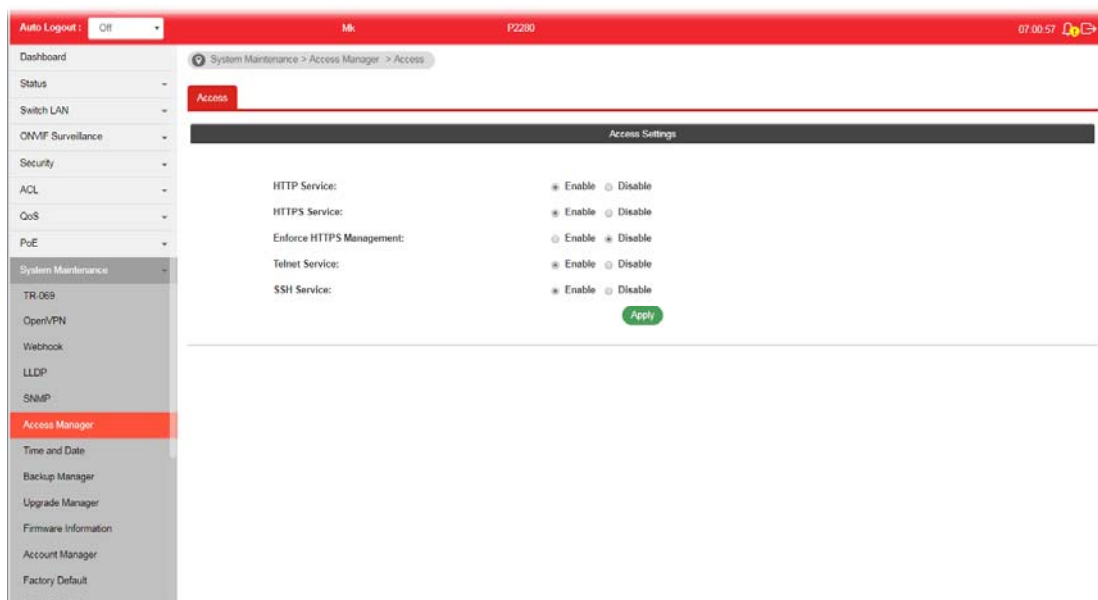 Auto Logout : Off Mk P2280 07:00:57
Dashboard
Status
Switch LAN
ONVIF Surveillance
Security
ACL
QoS
PoE
System Maintenance
TR-069
OpenVPN
Webhook
LLDP
SNMP
Access Manager
Time and Date
Backup Manager
Upgrade Manager
Firmware Information
Account Manager
Factory Default
System Maintenance > Access Manager > Access
Access
Access Settings
HTTP Service: Enable Disable
HTTPS Service: Enable Disable
Enforce HTTPS Management: Enable Disable
Telnet Service: Enable Disable
SSH Service: Enable Disable
Apply